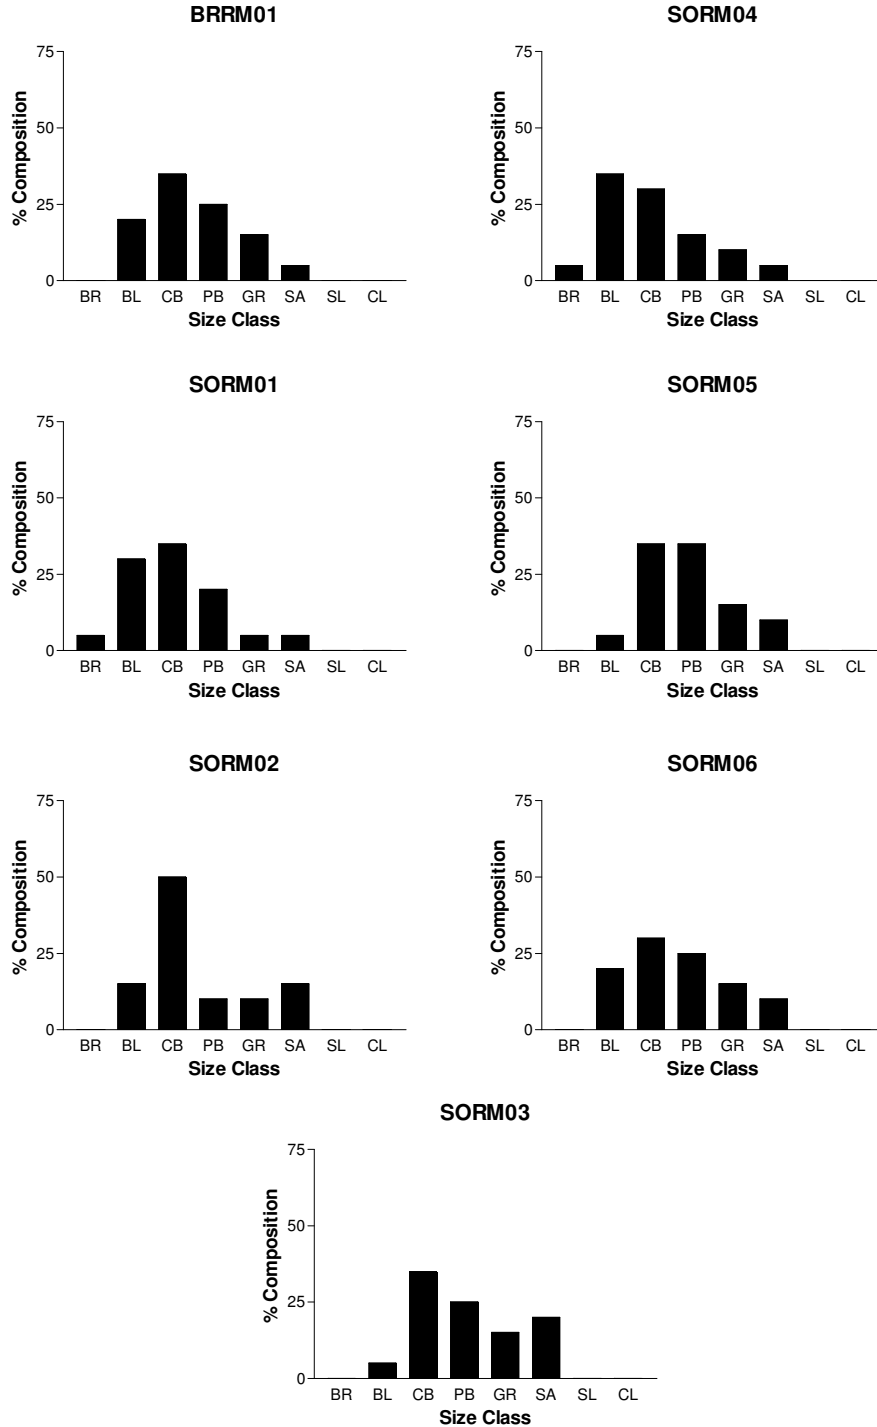 BRRM01
75
50
25
0
% Composition
BR BL CB PB GR SA SL CL
Size Class
SORM04
75
50
25
0
% Composition
BR BL CB PB GR SA SL CL
Size Class
SORM01
75
50
25
0
% Composition
BR BL CB PB GR SA SL CL
Size Class
SORM05
75
50
25
0
% Composition
BR BL CB PB GR SA SL CL
Size Class
SORM02
75
50
25
0
% Composition
BR BL CB PB GR SA SL CL
Size Class
SORM06
75
50
25
0
% Composition
BR BL CB PB GR SA SL CL
Size Class
SORM03
75
50
25
0
% Composition
BR BL CB PB GR SA SL CL
Size Class